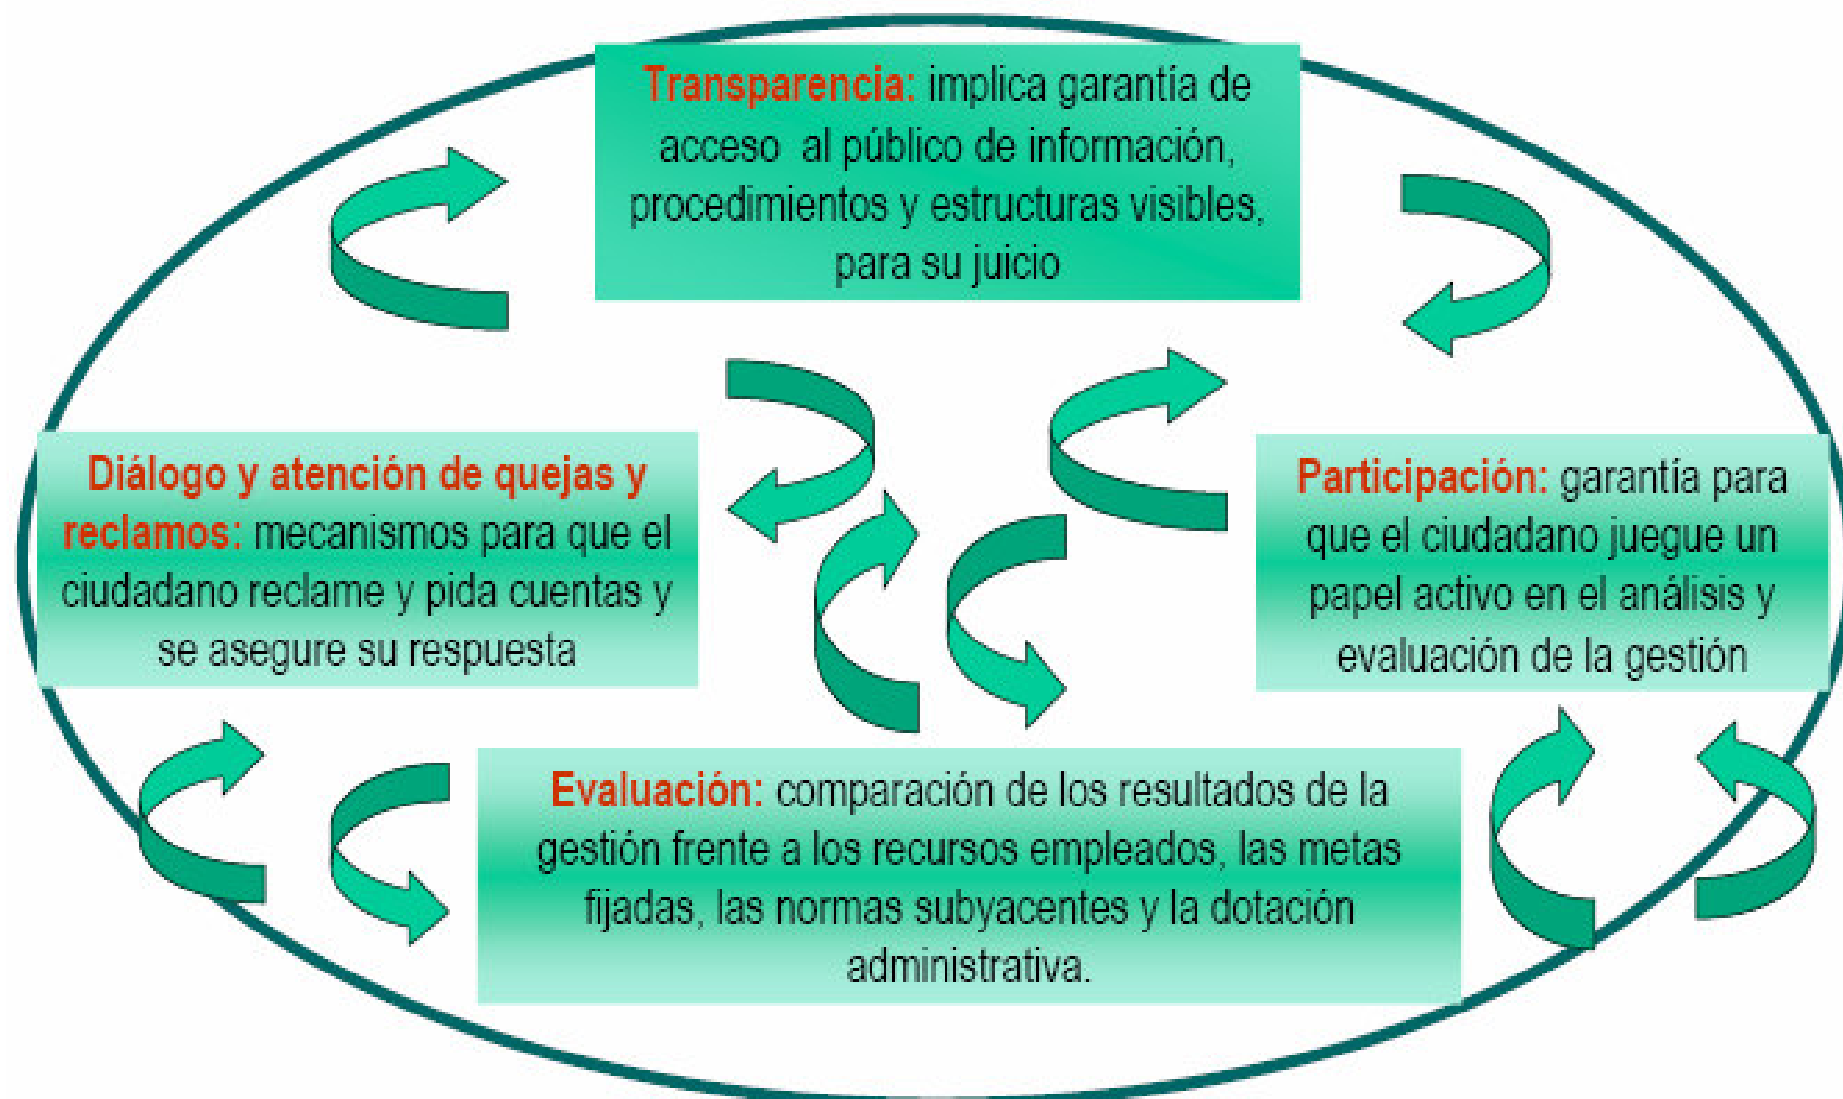 Transparencia: implica garantía de
acceso al público de información,
procedimientos y estructuras visibles,
para su juicio
Diálogo y atención de quejas y
reclamos: mecanismos para que el
ciudadano reclame y pida cuentas y
se asegure su respuesta
Participación: garantía para
que el ciudadano juegue un
papel activo en el análisis y
evaluación de la gestión
Evaluación: comparación de los resultados de la
gestión frente a los recursos empleados, las metas
fijadas, las normas subyacentes y la dotación
administrativa.